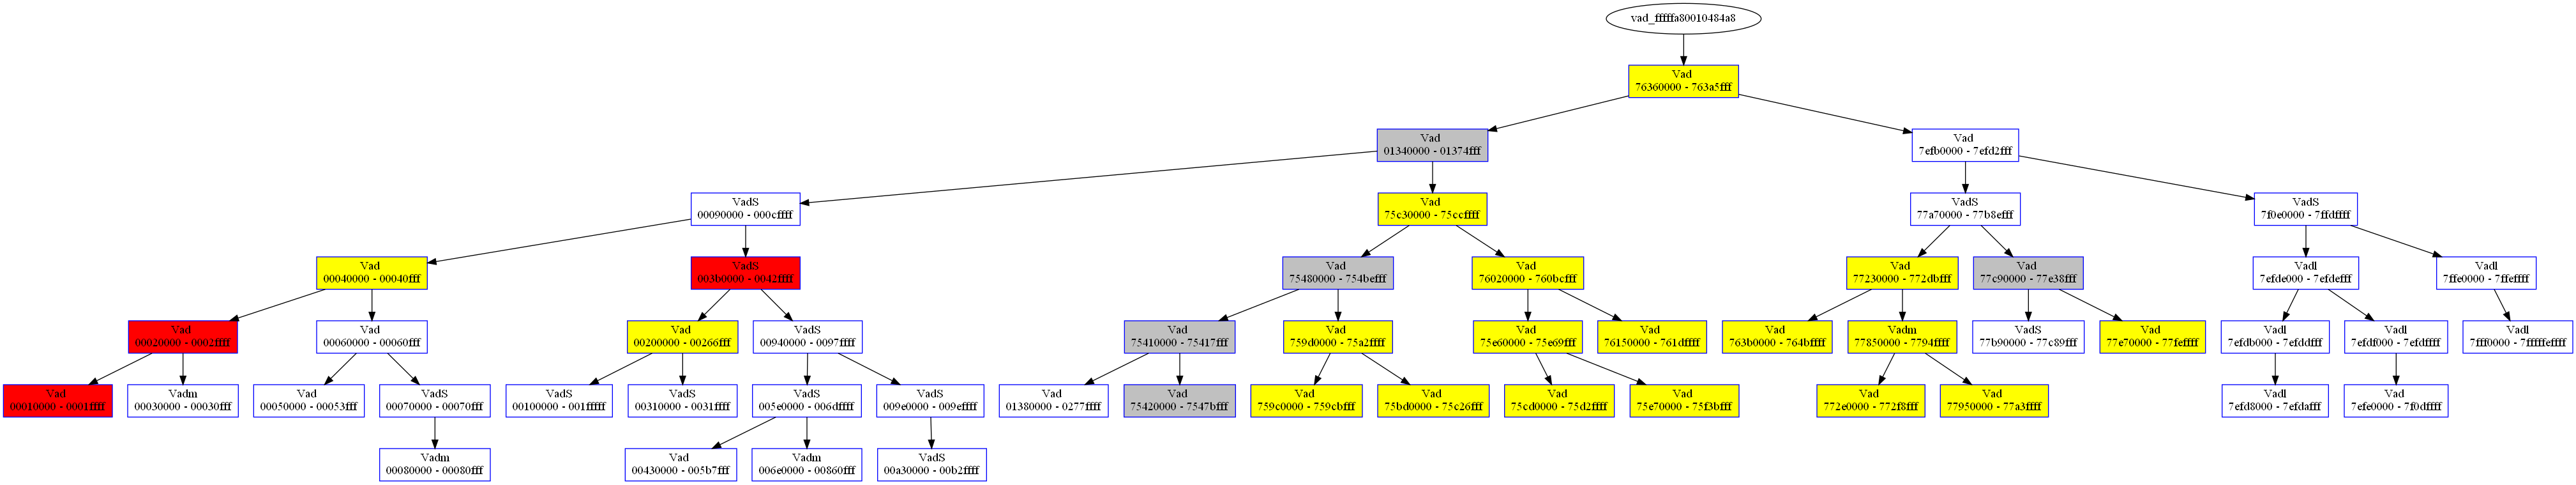 vad_fffffa80010484a8
Vad
76360000 - 763a5fff
Vad
01340000 - 01374fff
Vad
7efb0000 - 7efd2fff
VadS
00090000 - 000cffff
Vad
75c30000 - 75ccffff
VadS
77a70000 - 77b8efff
VadS
7f0e0000 - 7ffdffff
Vad
00040000 - 00040fff
VadS
003b0000 - 0042ffff
Vad
75480000 - 754befff
Vad
76020000 - 760bcfff
Vad
77230000 - 772dbfff
Vad
77c90000 - 77e38fff
Vadl
7efde000 - 7efdefff
Vadl
7ffe0000 - 7ffeffff
Vad
00020000 - 0002ffff
Vad
00060000 - 00060fff
Vad
00200000 - 00266fff
VadS
00940000 - 0097ffff
Vad
75410000 - 75417fff
Vad
759d0000 - 75a2ffff
Vad
75e60000 - 75e69fff
Vad
76150000 - 761dffff
Vad
763b0000 - 764bffff
Vadm
77850000 - 7794ffff
VadS
77b90000 - 77c89fff
Vad
77e70000 - 77feffff
Vadl
7efdb000 - 7efddfff
Vadl
7efdf000 - 7efdffff
Vadl
7fff0000 - 7fffffeffff
Vad
00010000 - 0001ffff
Vadm
00030000 - 00030fff
Vad
00050000 - 00053fff
VadS
00070000 - 00070fff
VadS
00100000 - 001fffff
VadS
00310000 - 0031ffff
VadS
005e0000 - 006dffff
VadS
009e0000 - 009effff
Vad
01380000 - 0277ffff
Vad
75420000 - 7547bfff
Vad
759c0000 - 759cbfff
Vad
75bd0000 - 75c26fff
Vad
75cd0000 - 75d2ffff
Vad
75e70000 - 75f3bfff
Vad
772e0000 - 772f8fff
Vad
77950000 - 77a3ffff
Vadl
7efd8000 - 7efdafff
Vad
7efe0000 - 7f0dffff
Vadm
00080000 - 00080fff
Vad
00430000 - 005b7fff
Vadm
006e0000 - 00860fff
VadS
00a30000 - 00b2ffff